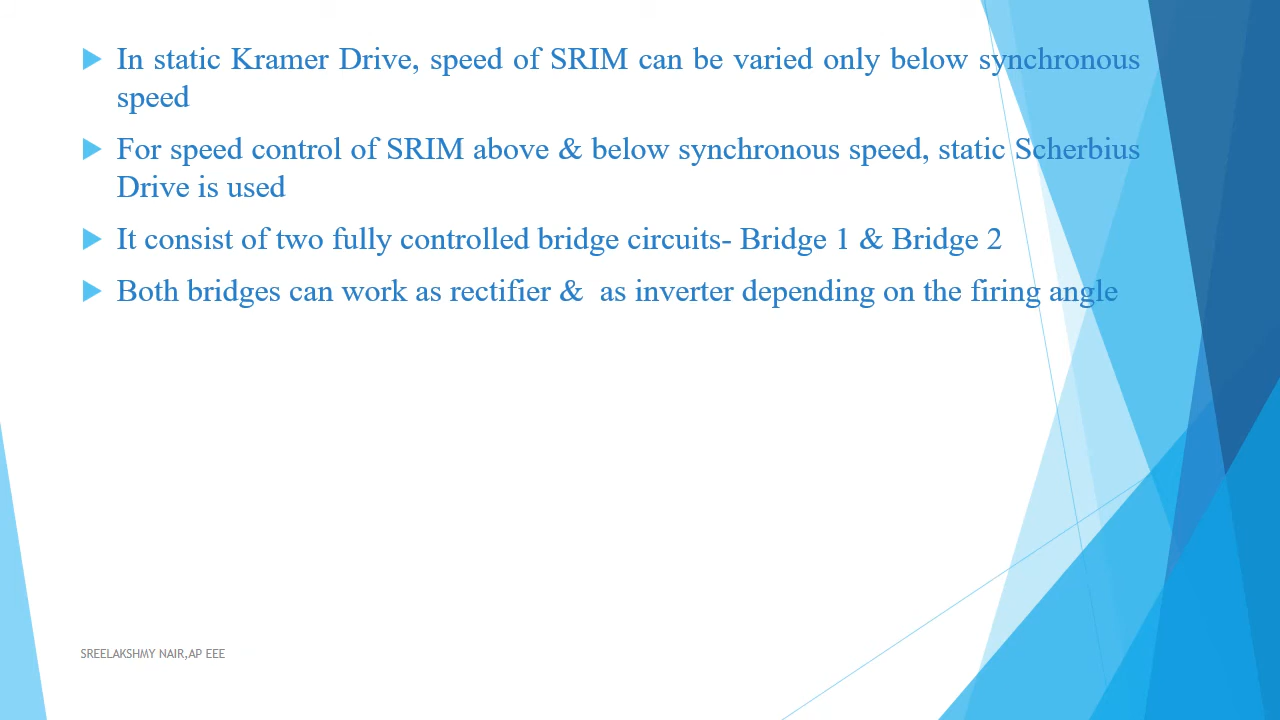 In static Kramer Drive, speed of SRIM can be varied only below synchronous
speed
For speed control of SRIM above & below synchronous speed, static Scherbius
Drive is used
It consist of two fully controlled bridge circuits- Bridge 1 & Bridge 2
Both bridges can work as rectifier &  as inverter depending on the firing angle
SREELAKSHMY NAIR,AP EEE